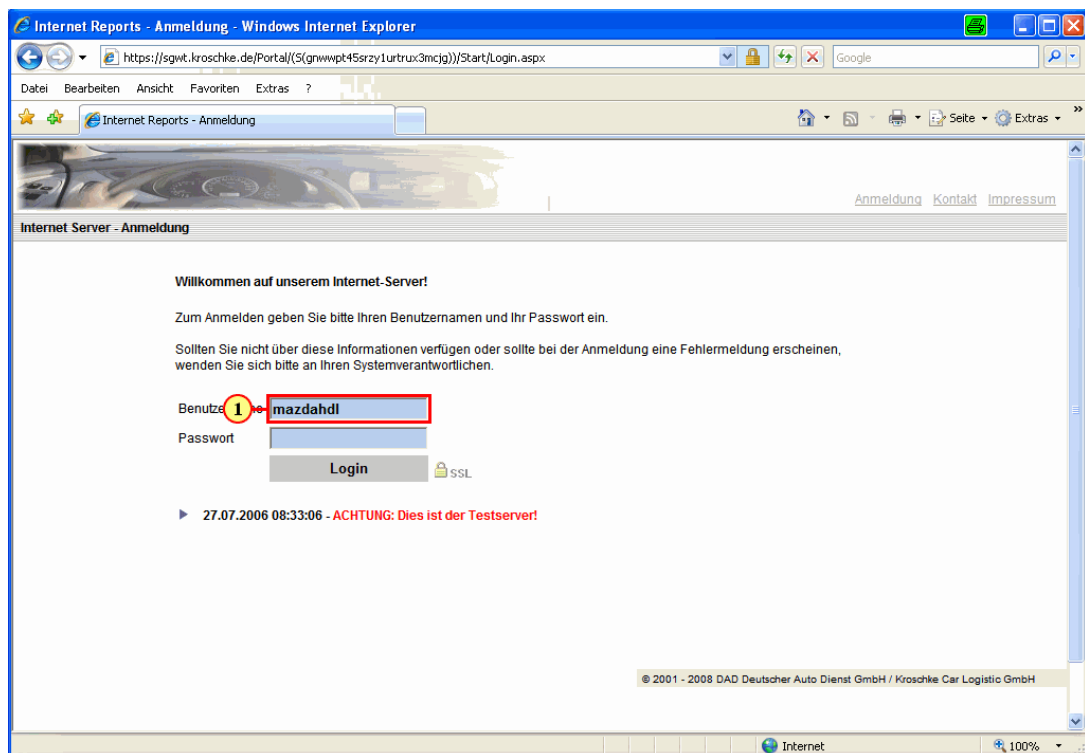 Internet Reports - Anmeldung - Windows Internet Explorer
https://sgwt.kroschke.de/Portal/(S(gnwwpt45srzy1urtrux3mcjg))/Start/Login.aspx
Google
Datei Bearbeiten Ansicht Favoriten Extras ?
Internet Reports - Anmeldung
Seite Extras
Anmeldung Kontakt Impressum
Internet Server - Anmeldung
Willkommen auf unserem Internet-Server!
Zum Anmelden geben Sie bitte Ihren Benutzernamen und Ihr Passwort ein.
Sollten Sie nicht über diese Informationen verfügen oder sollte bei der Anmeldung eine Fehlermeldung erscheinen,
wenden Sie sich bitte an Ihren Systemverantwortlichen.
1 mazdahdl
Passwort
Login SSL
27.07.2006 08:33:06 - ACHTUNG: Dies ist der Testserver!
© 2001 - 2008 DAD Deutscher Auto Dienst GmbH / Kroschke Car Logistic GmbH
Internet 100%